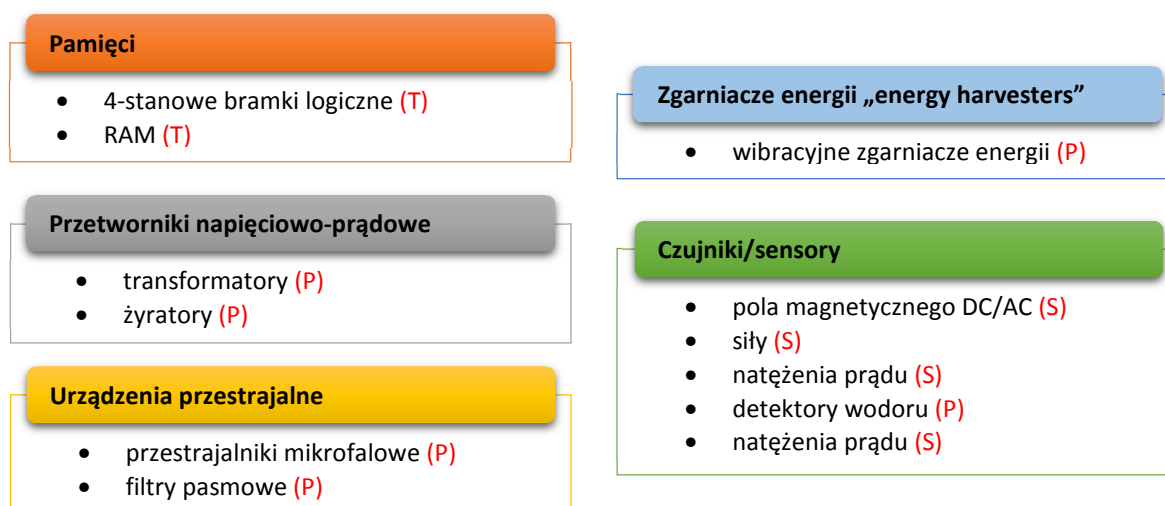 Pamięci
• 4-stanowe bramki logiczne (T)
• RAM (T)
Przetworniki napięciowo-prądowe
• transformatory (P)
• żyratory (P)
Urządzenia przestrajalne
• przestrajalniki mikrofalowe (P)
• filtry pasmowe (P)
Zgarniacze energii „energy harvesters”
• wibracyjne zgarniacze energii (P)
Czujniki/sensory
• pola magnetycznego DC/AC (S)
• siły (S)
• natężenia prądu (S)
• detektory wodoru (P)
• natężenia prądu (S)